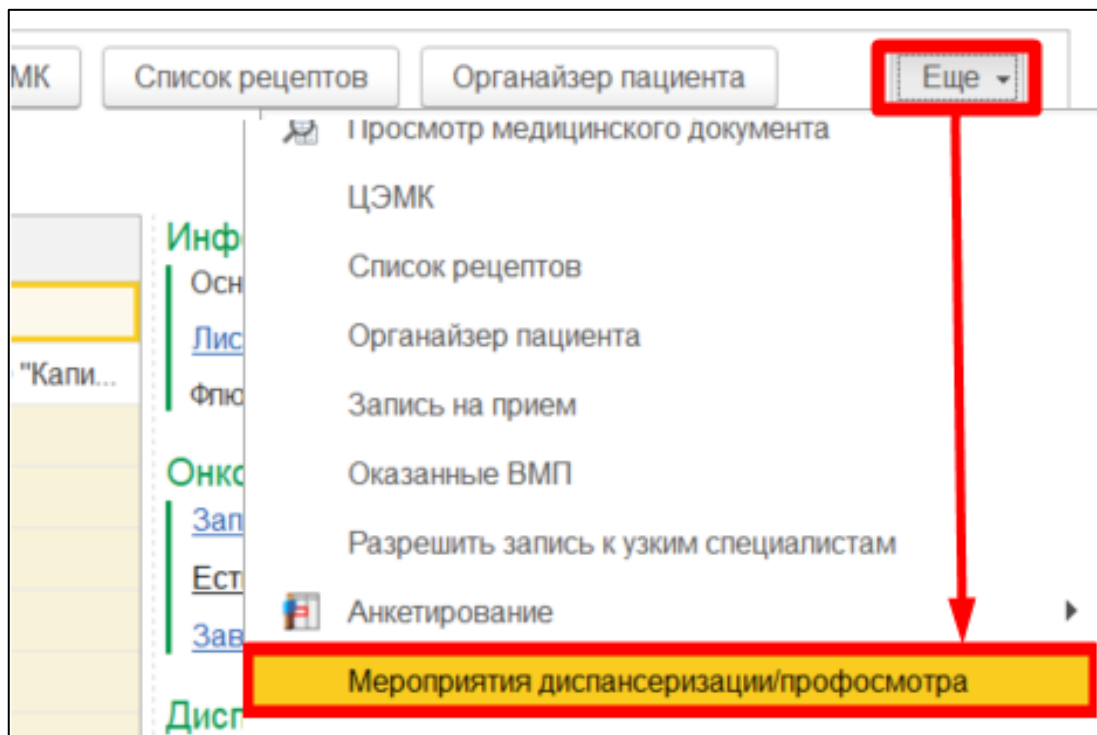 МК
Список рецептов
Органайзер пациента
Еще
Просмотр медицинского документа
ЦЭМК
Инф
Список рецептов
Осн
Органайзер пациента
Лис
"Капи...
Флю
Запись на прием
Онко
Оказанные ВМП
Зап
Разрешить запись к узким специалистам
Ест
Анкетирование
Зав
Мероприятия диспансеризации/профосмотра
Дисп